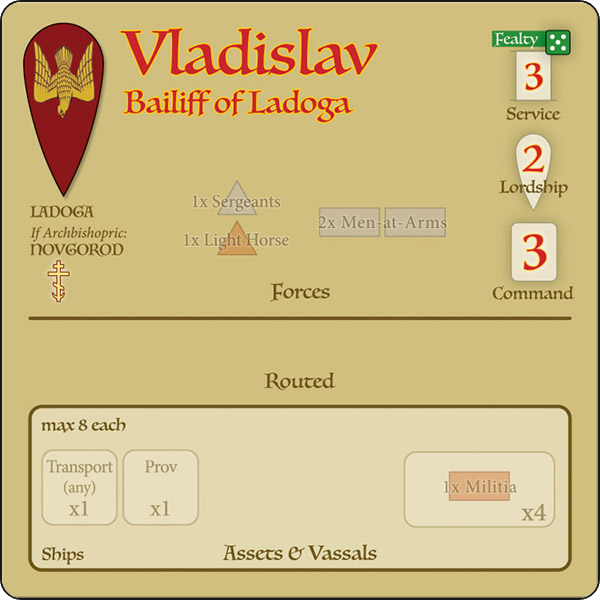 Vladislav
Bailiff of Ladoga
Fealty
3
Service
2
Lordship
3
Command
LADOGA
If Archbishopric:
NOVGOROD
1x Sergeants
1x Light Horse
2x Men-at-Arms
Forces
Routed
max 8 each
Transport
(any)
x1
Prov
x1
1x Militia
x4
Ships
Assets & Vassals